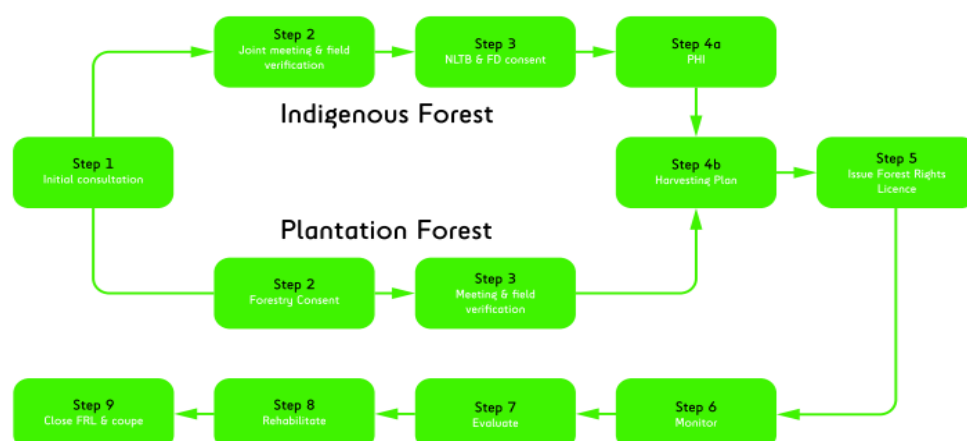 Step 2
Joint meeting & field
verification
Step 3
NLTB & FD consent
Step 4a
PHI
Indigenous Forest
Step 1
Initial consultation
Step 4b
Harvesting Plan
Step 5
Issue Forest Rights
Licence
Plantation Forest
Step 2
Forestry Consent
Step 3
Meeting & field
verification
Step 9
Close FRL & coupe
Step 8
Rehabilitate
Step 7
Evaluate
Step 6
Monitor